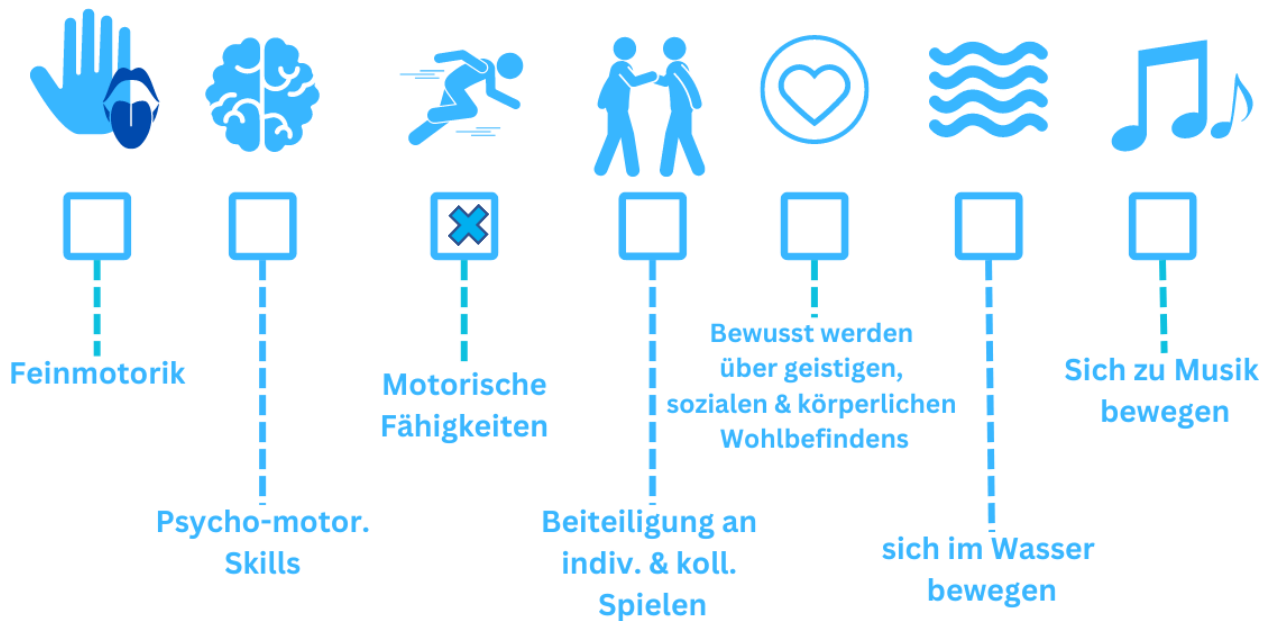 Feinmotorik
Psycho-motor.
Skills
Motorische
Fähigkeiten
Beiteiligung an
indiv. & koll.
Spielen
Bewusst werden
über geistigen,
sozialen & körperlichen
Wohlbefindens
sich im Wasser
bewegen
Sich zu Musik
bewegen